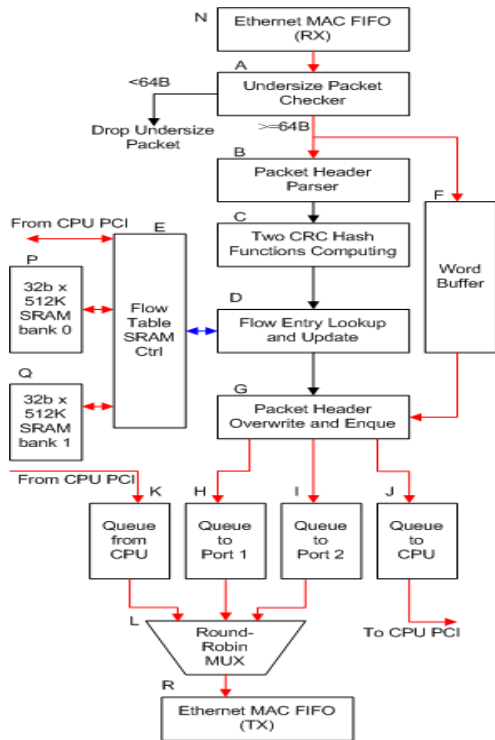 N
Ethernet MAC FIFO
(RX)
A
<64B
Undersize Packet
Checker
Drop Undersize
Packet
>=64B
B
Packet Header
Parser
F
From CPU PCI
E
C
Two CRC Hash
Functions Computing
Word
Buffer
P
32b x
512K
SRAM
bank 0
Flow
Table
SRAM
Ctrl
D
Flow Entry Lookup
and Update
Q
32b x
512K
SRAM
bank 1
G
Packet Header
Overwrite and Enque
From CPU PCI
K
H
I
J
Queue
from
CPU
Queue
to
Port 1
Queue
to
Port 2
Queue
to
CPU
L
Round-
Robin
MUX
To CPU PCI
R
Ethernet MAC FIFO
(TX)